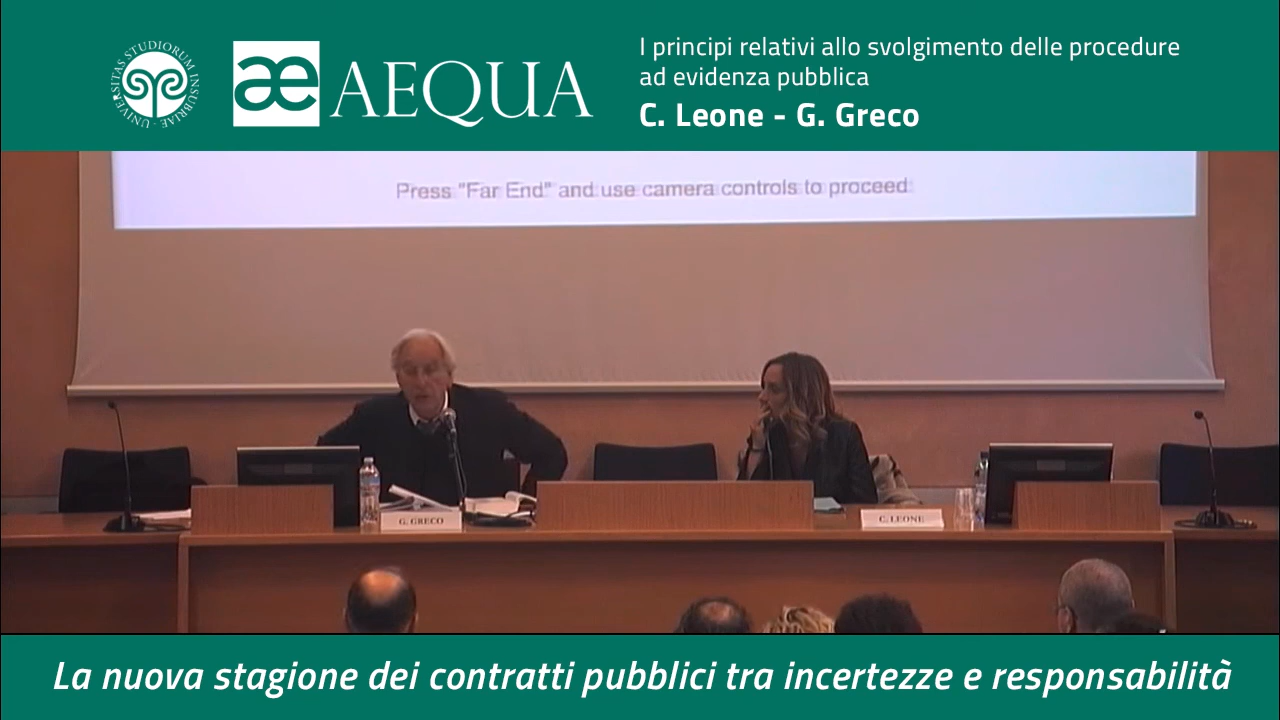 UNIVERSITAS STUDIORUM INSUBRIAE
æ AEQUA
I principi relativi allo svolgimento delle procedure
ad evidenza pubblica
C. Leone - G. Greco
Press "Far End" and use camera controls to proceed
G. GRECO
C. LEONE
La nuova stagione dei contratti pubblici tra incertezze e responsabilità